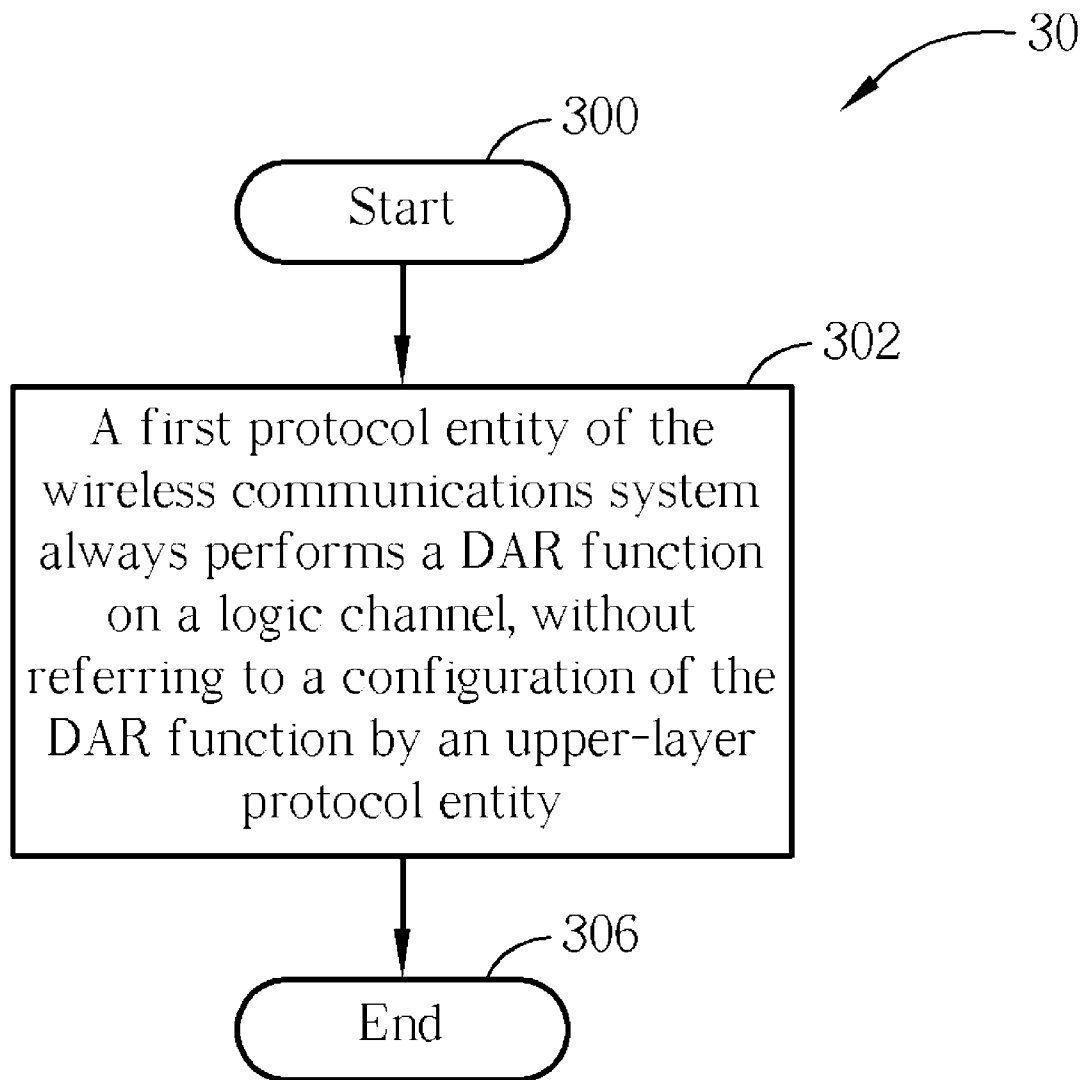 30
300
Start
302
A first protocol entity of the
wireless communications system
always performs a DAR function
on a logic channel, without
referring to a configuration of the
DAR function by an upper-layer
protocol entity
306
End